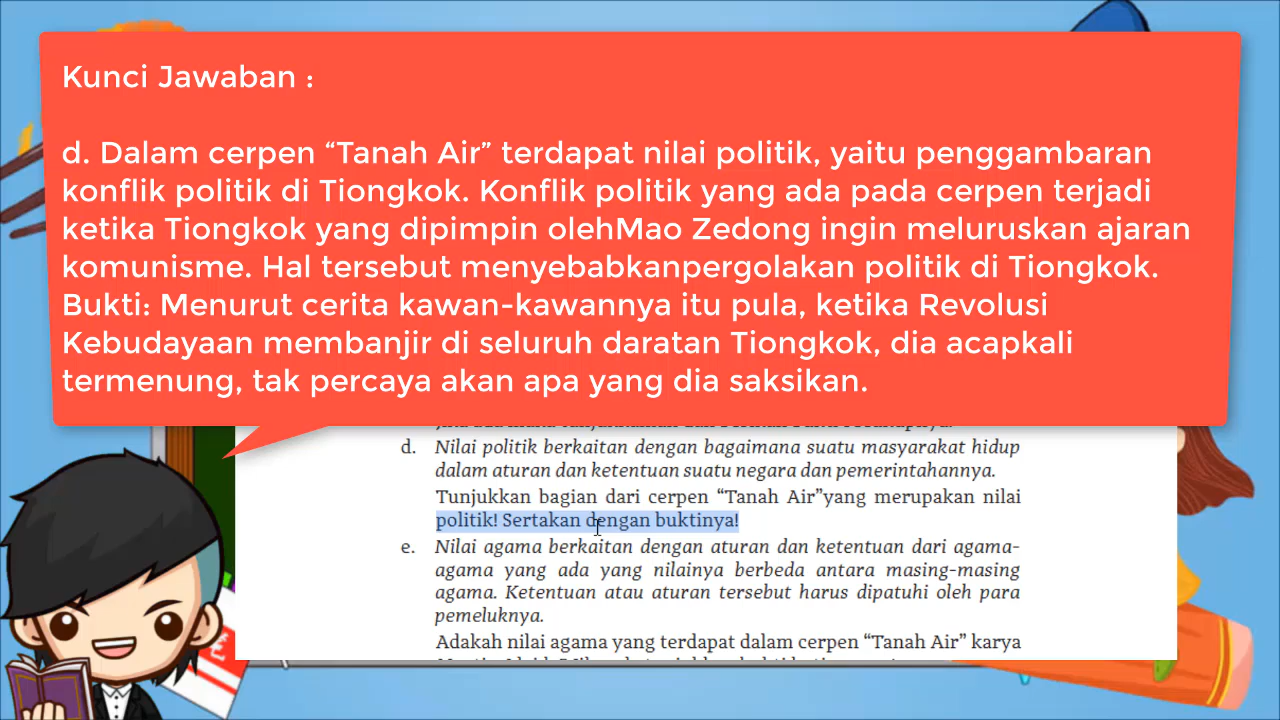 Kunci Jawaban :
d. Dalam cerpen “Tanah Air” terdapat nilai politik, yaitu penggambaran
konflik politik di Tiongkok. Konflik politik yang ada pada cerpen terjadi
ketika Tiongkok yang dipimpin olehMao Zedong ingin meluruskan ajaran
komunisme. Hal tersebut menyebabkanpergolakan politik di Tiongkok.
Bukti: Menurut cerita kawan-kawannya itu pula, ketika Revolusi
Kebudayaan membanjir di seluruh daratan Tiongkok, dia acapkali
termenung, tak percaya akan apa yang dia saksikan.
d. Nilai politik berkaitan dengan bagaimana suatu masyarakat hidup
dalam aturan dan ketentuan suatu negara dan pemerintahannya.
Tunjukkan bagian dari cerpen “Tanah Air”yang merupakan nilai
politik! Sertakan dengan buktinya!
e. Nilai agama berkaitan dengan aturan dan ketentuan dari agama-
agama yang ada yang nilainya berbeda antara masing-masing
agama. Ketentuan atau aturan tersebut harus dipatuhi oleh para
pemeluknya.
Adakah nilai agama yang terdapat dalam cerpen “Tanah Air” karya